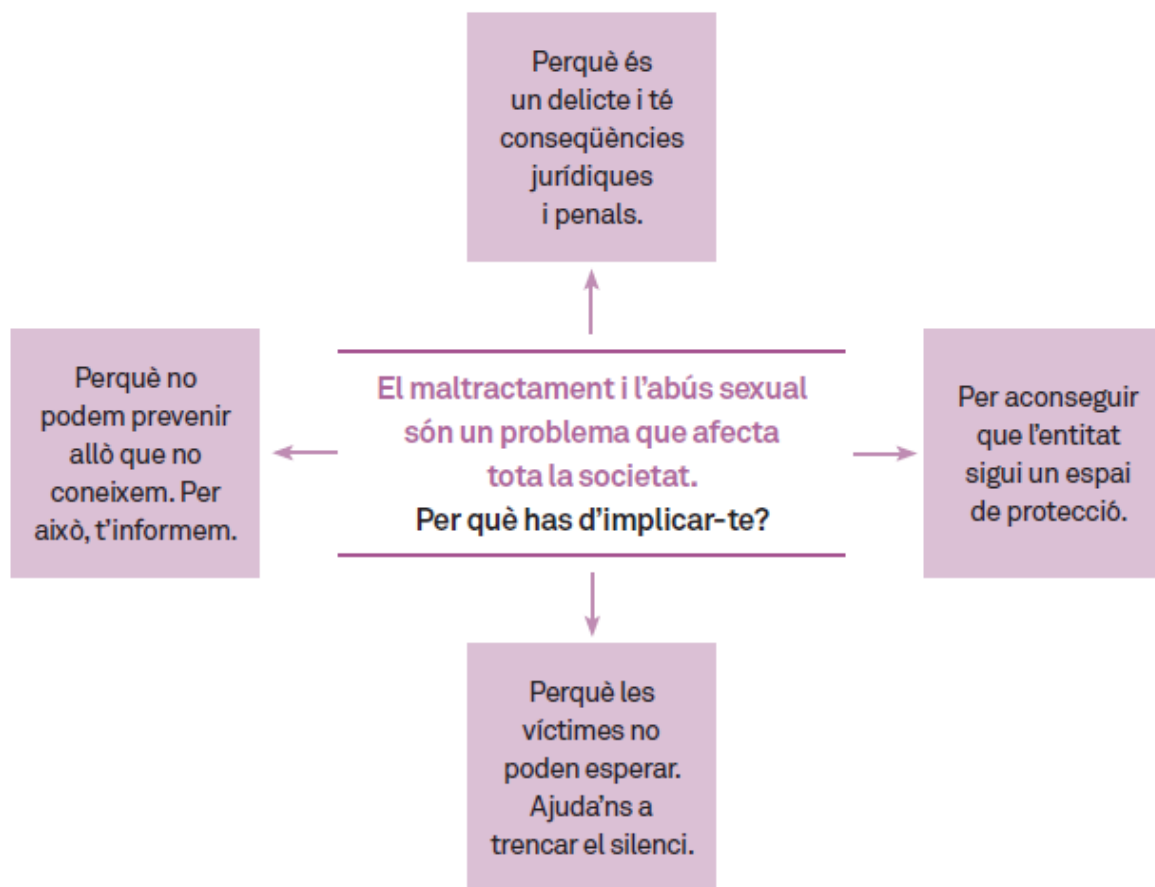 Perquè és
un delicte i té
conseqüències
jurídiques
i penals.
Perquè no
podem prevenir
allò que no
coneixem. Per
això, t'informem.
El maltractament i l'abús sexual
són un problema que afecta
tota la societat.
Per què has d'implicar-te?
Per aconseguir
que l'entitat
sigui un espai
de protecció.
Perquè les
víctimes no
poden esperar.
Ajuda'ns a
trencar el silenci.